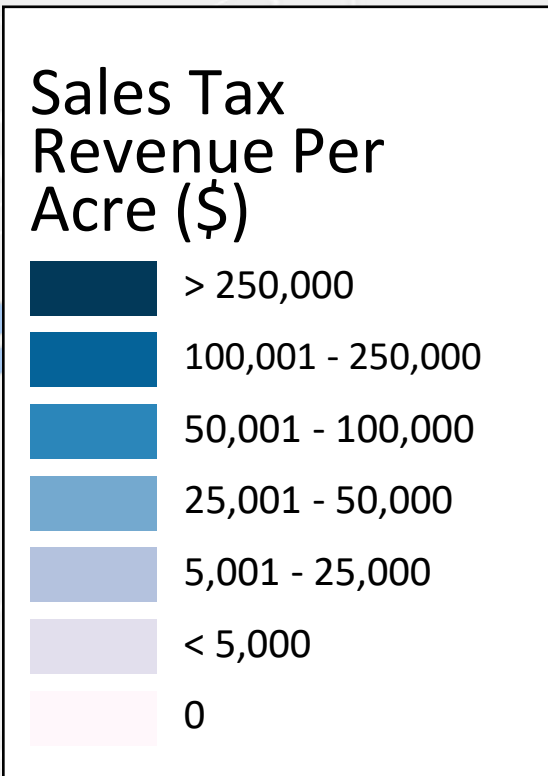 Sales Tax
Revenue Per
Acre ($)
> 250,000
100,001 - 250,000
50,001 - 100,000
25,001 - 50,000
5,001 - 25,000
< 5,000
0